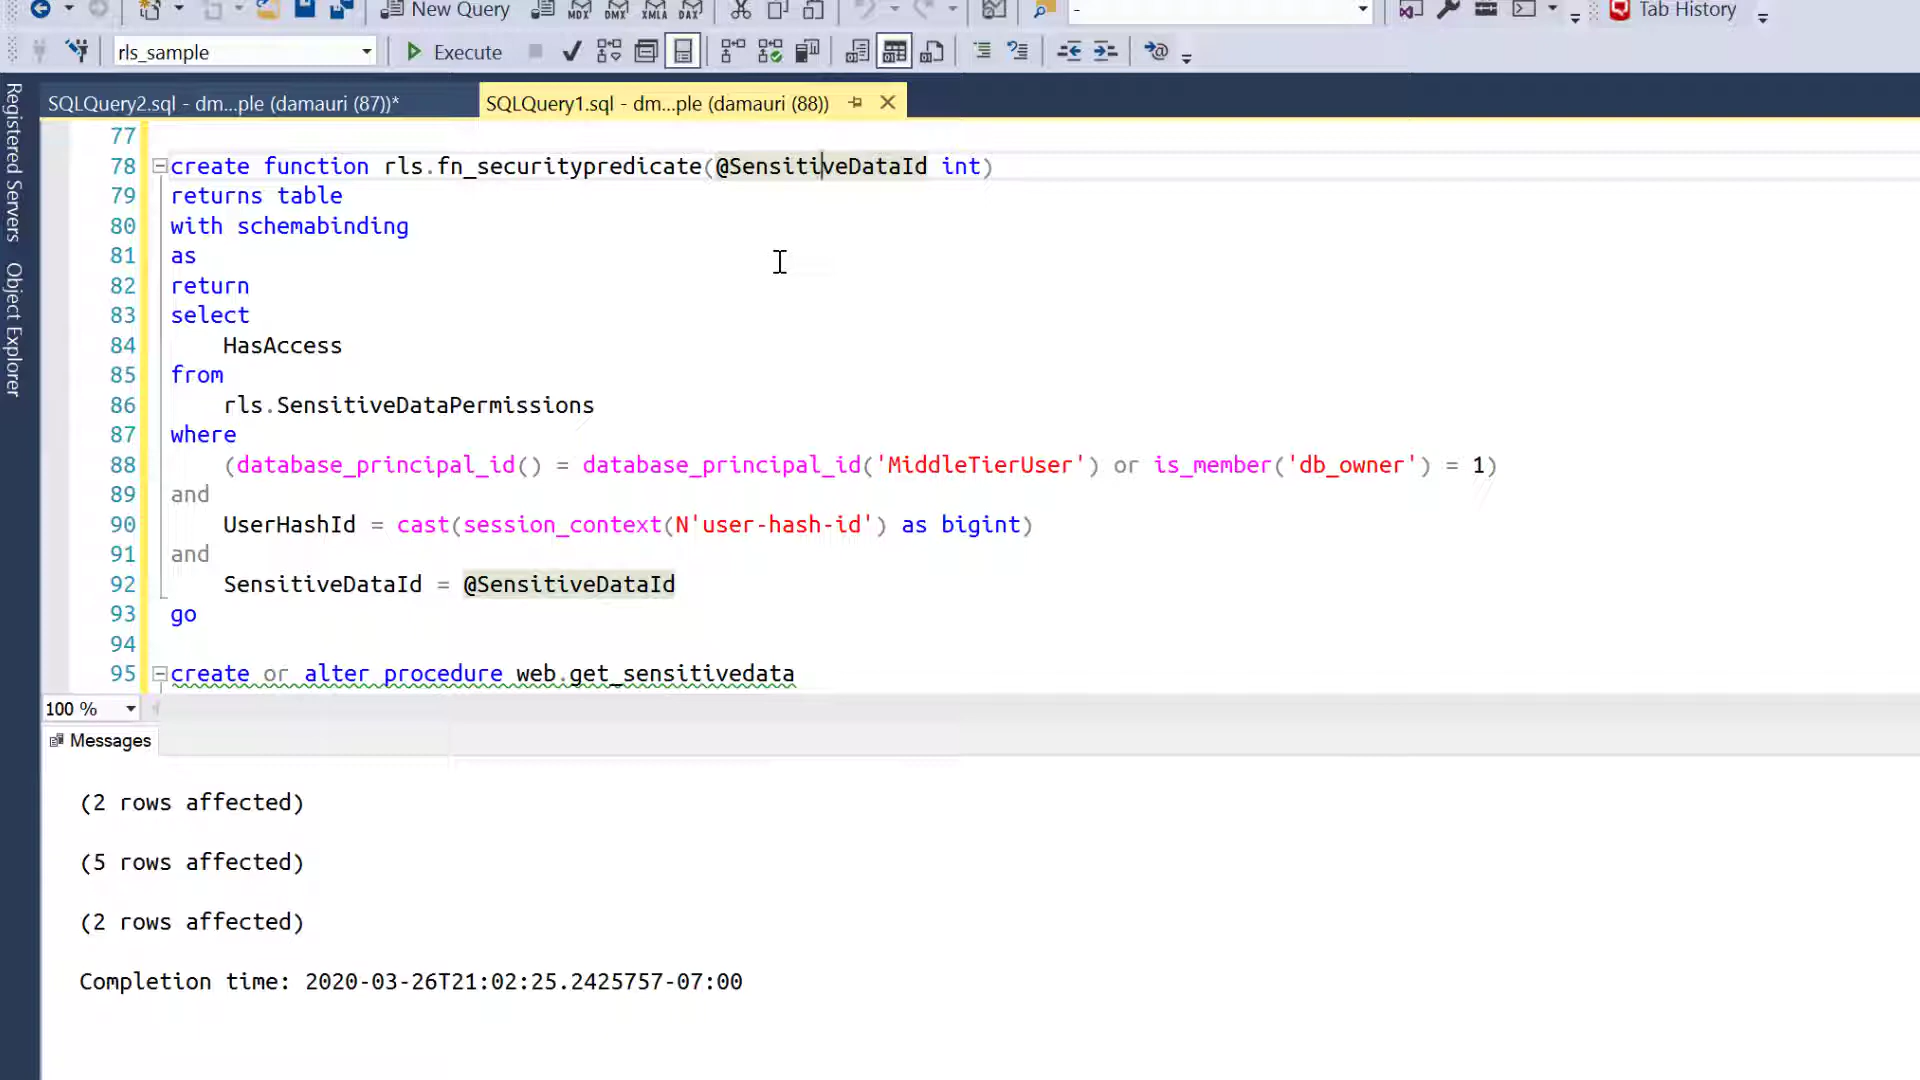 New Query
MDX
DMX
XMLA
DAX
-
Tab History
rls_sample
Execute
Registered Servers
Object Explorer
SQLQuery2.sql - dm...ple (damauri (87))*
SQLQuery1.sql - dm...ple (damauri (88))
77
78 create function rls.fn_securitypredicate(@SensitiveDataId int)
79 returns table
80 with schemabinding
81 as
82 return
83 select
84 HasAccess
85 from
86 rls.SensitiveDataPermissions
87 where
88 (database_principal_id() = database_principal_id('MiddleTierUser') or is_member('db_owner') = 1)
89 and
90 UserHashId = cast(session_context(N'user-hash-id') as bigint)
91 and
92 SensitiveDataId = @SensitiveDataId
93 go
94
95 create or alter procedure web.get_sensitivedata
100 %
Messages
(2 rows affected)
(5 rows affected)
(2 rows affected)
Completion time: 2020-03-26T21:02:25.2425757-07:00